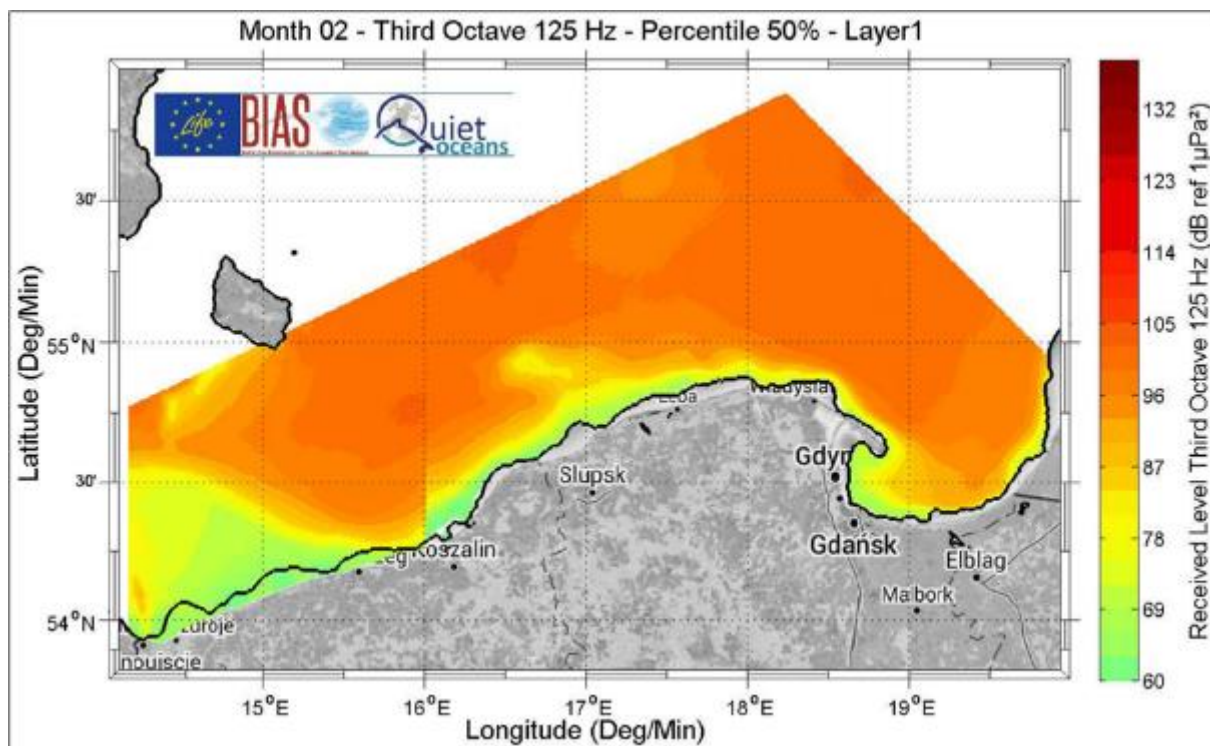 Month 02 - Third Octave 125 Hz - Percentile 50% - Layer1
Life
BIAS
Quiet
oceans
Latitude (Deg/Min)
30'
55°N
30'
54°N
Łeba
Slupsk
Gdyn
Gdańsk
Elblag
Malbork
Koszalin
15°E
16°E
17°E
18°E
19°E
Longitude (Deg/Min)
132
123
114
105
96
87
78
69
60
Received Level Third Octave 125 Hz (dB ref 1µPa²)